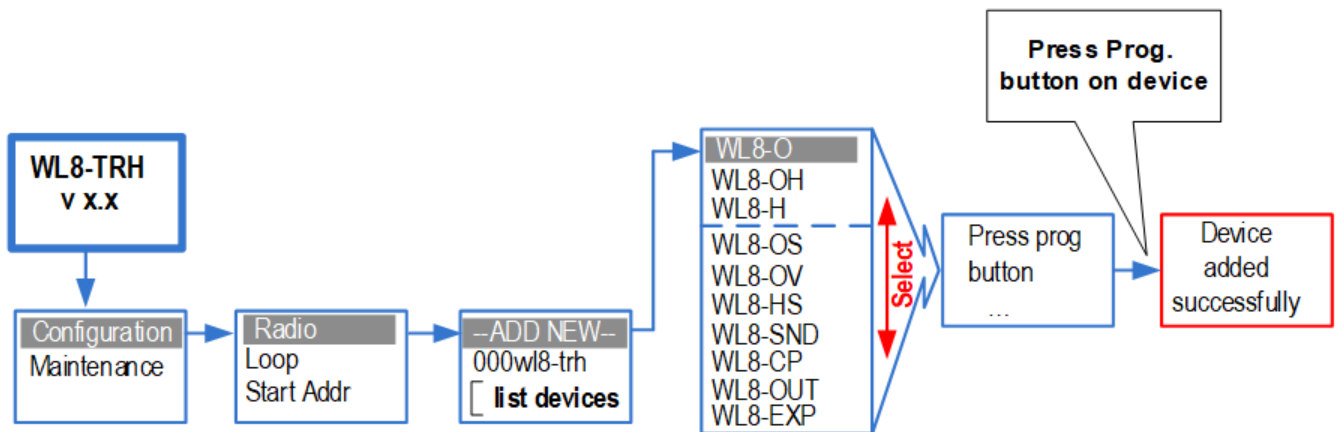 Press Prog.
button on device
WL8-TRH
v x.x
Configuration
Maintenance
Radio
Loop
Start Addr
--ADD NEW--
000wl8-trh
[ list devices
WL8-O
WL8-OH
WL8-H
WL8-OS
WL8-OV
WL8-HS
WL8-SND
WL8-CP
WL8-OUT
WL8-EXP
Select
Press prog
button
...
Device
added
successfully